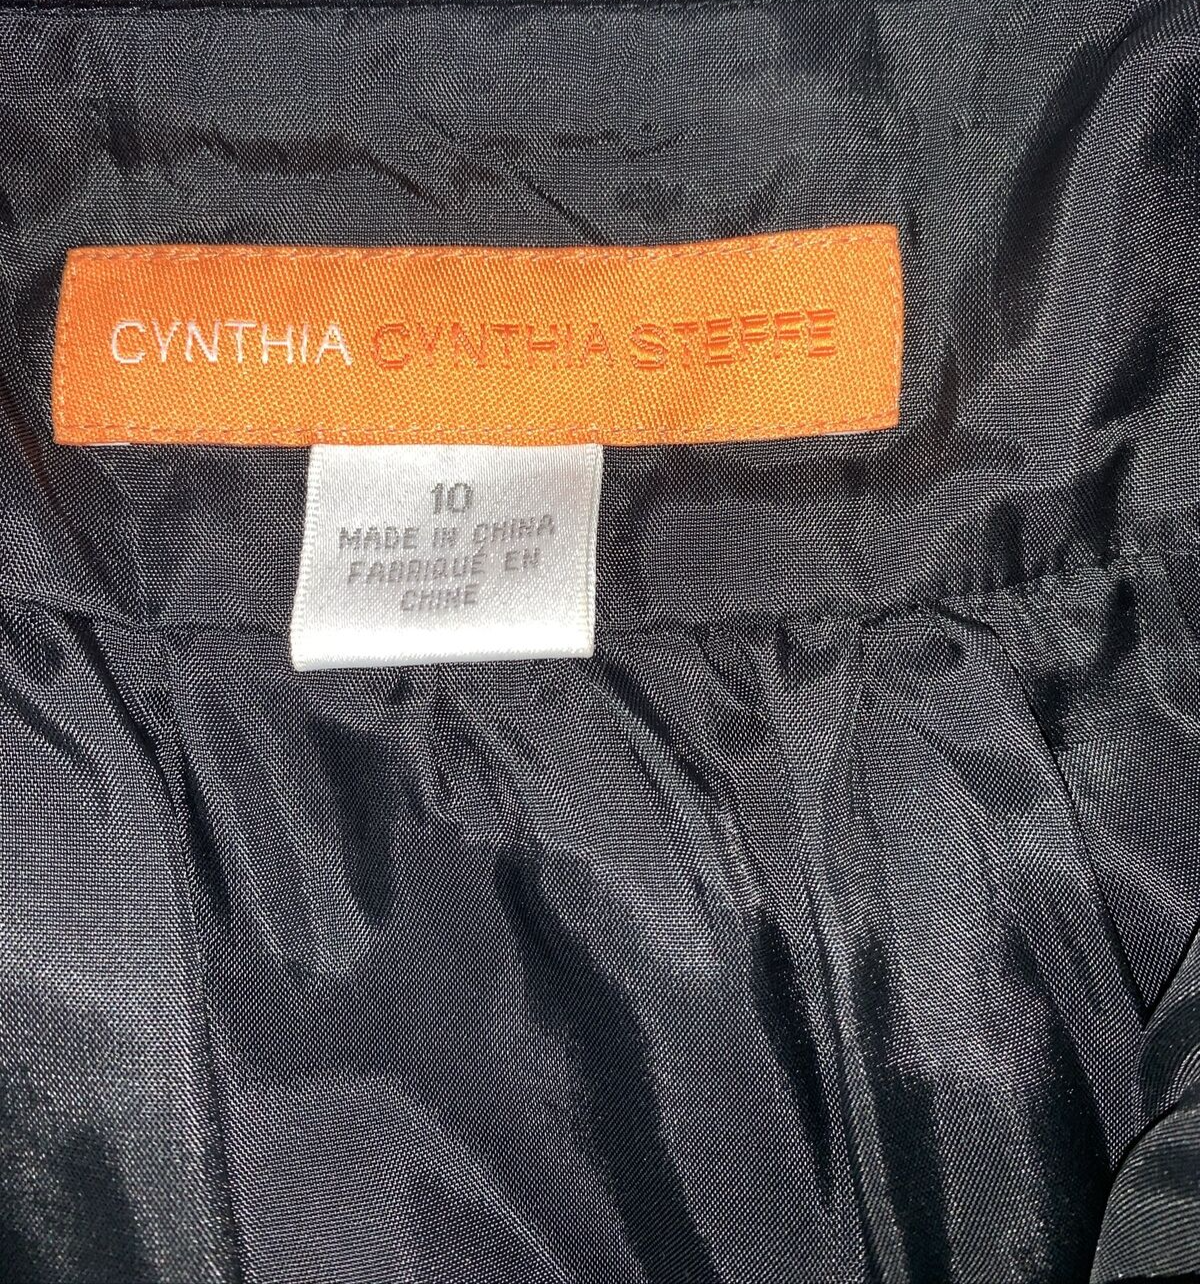 CYNTHIA CYNTHIA STEFFE
10
MADE IN CHINA
FABRIQUÉ EN
CHINE